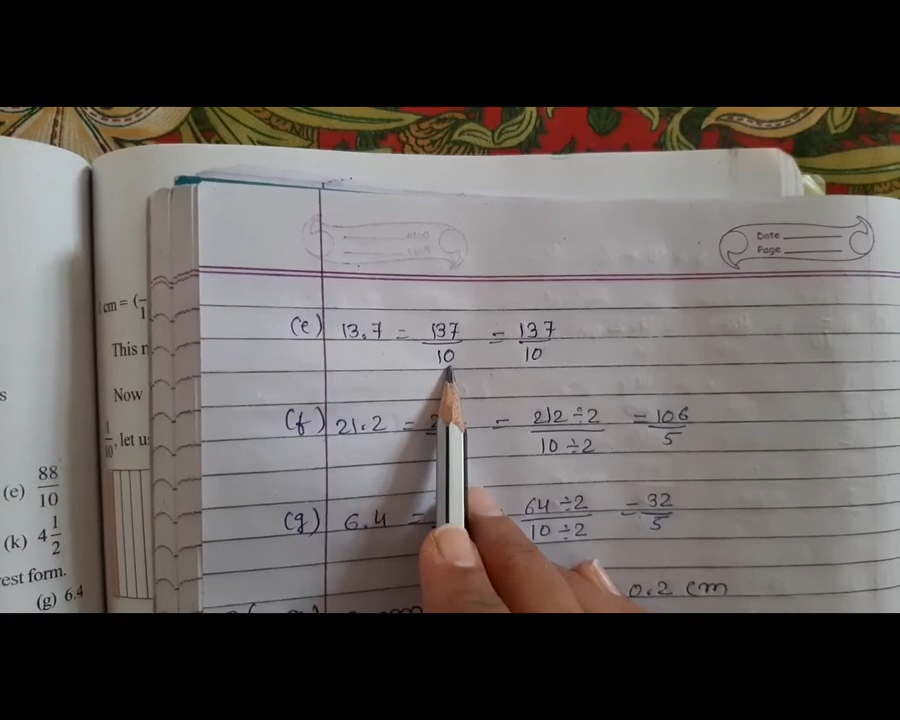 Date
Page
cm = (
1
This
Now
1
10
, let u
s
(e) 88
10
(k) 4 1
2
est form.
(g) 6.4
(e) 13.7 = 137 = 137
10 10
(f) 21.2 = = 212 ÷2 = 106
10 ÷2 5
(g) 6.4 = 64 ÷2 = 32
10 ÷2 5
0.2 cm